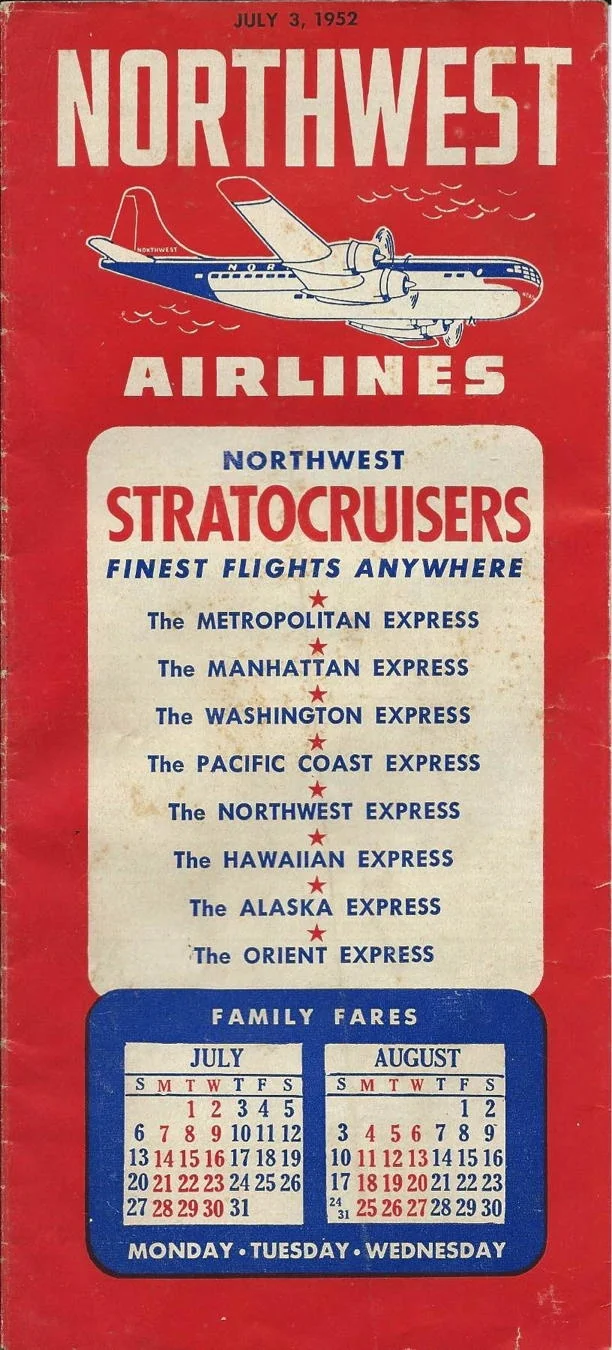 JULY 3, 1952
NORTHWEST
NORTHWEST
NOR
AIRLINES
NORTHWEST
STRATOCRUISERS
FINEST FLIGHTS ANYWHERE
The METROPOLITAN EXPRESS
The MANHATTAN EXPRESS
The WASHINGTON EXPRESS
The PACIFIC COAST EXPRESS
The NORTHWEST EXPRESS
The HAWAIIAN EXPRESS
The ALASKA EXPRESS
The ORIENT EXPRESS
FAMILY FARES
JULY
S M T W T F S
1 2 3 4 5
6 7 8 9 10 11 12
13 14 15 16 17 18 19
20 21 22 23 24 25 26
27 28 29 30 31
AUGUST
S M T W T F S
1 2
3 4 5 6 7 8 9
10 11 12 13 14 15 16
17 18 19 20 21 22 23
24 31 25 26 27 28 29 30
MONDAY • TUESDAY • WEDNESDAY